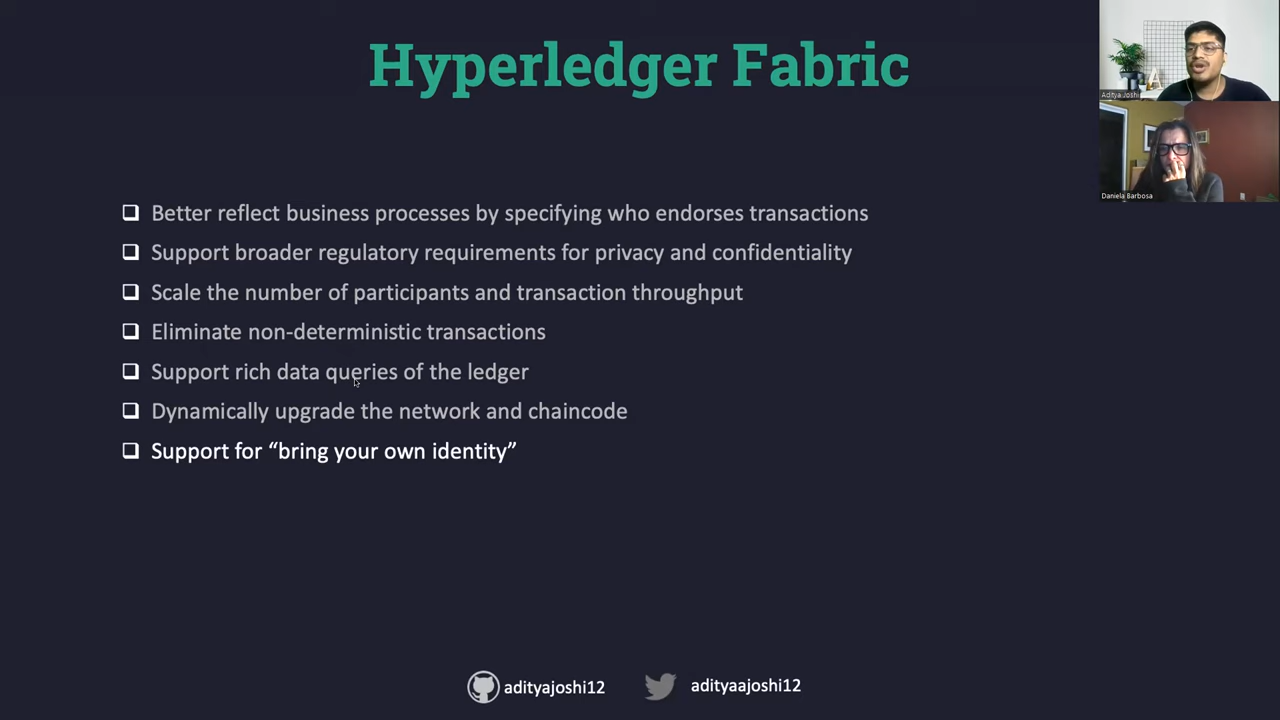 Hyperledger Fabric
Aditya Joshi
Daniela Barbosa
Better reflect business processes by specifying who endorses transactions
Support broader regulatory requirements for privacy and confidentiality
Scale the number of participants and transaction throughput
Eliminate non-deterministic transactions
Support rich data queries of the ledger
Dynamically upgrade the network and chaincode
Support for “bring your own identity”
adityajoshi12
adityaajoshi12